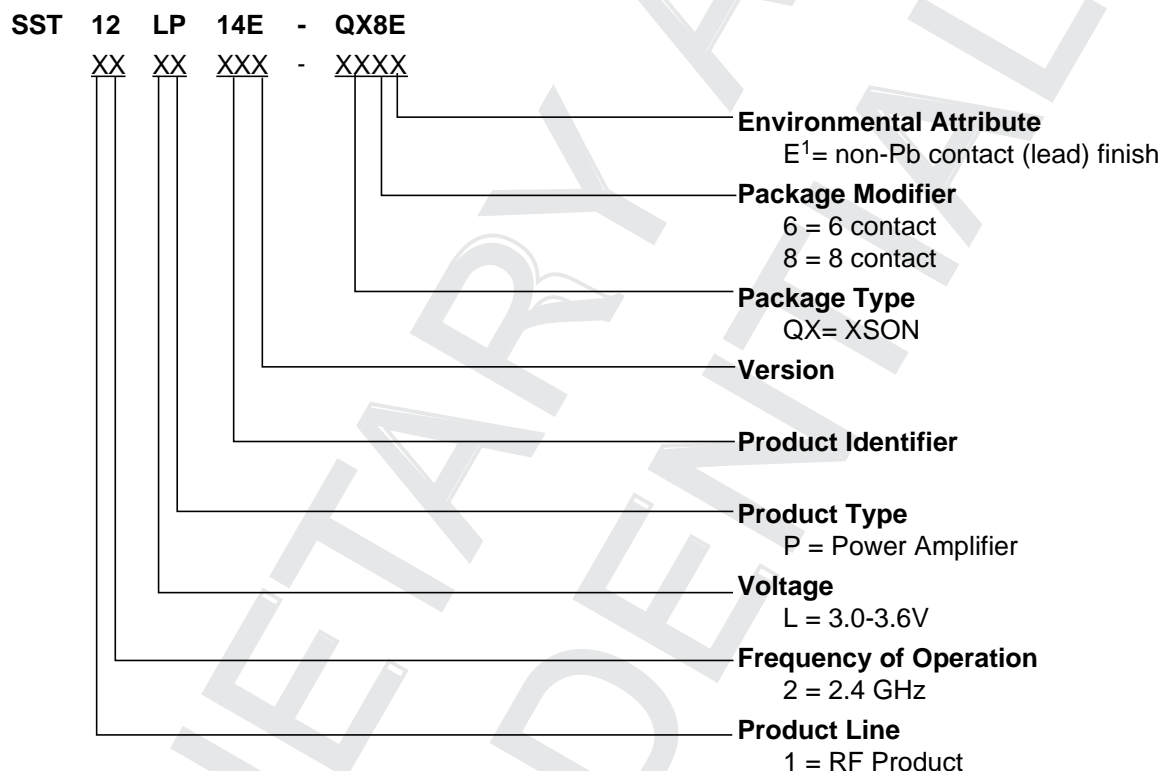 SST 12 LP 14E - QX8E
XX XX XXX - XXXX
Environmental Attribute
E1= non-Pb contact (lead) finish
Package Modifier
6 = 6 contact
8 = 8 contact
Package Type
QX= XSON
Version
Product Identifier
Product Type
P = Power Amplifier
Voltage
L = 3.0-3.6V
Frequency of Operation
2 = 2.4 GHz
Product Line
1 = RF Product